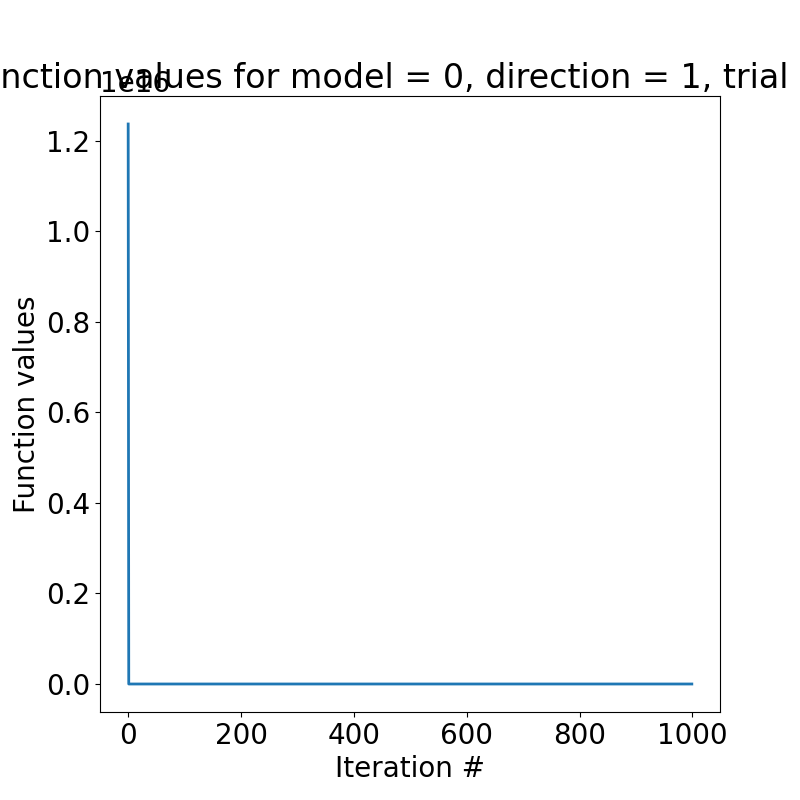 nction values for model = 0, direction = 1, trial
1e16
1.2
1.0
0.8
0.6
0.4
0.2
0.0
Function values
0 200 400 600 800 1000
Iteration #